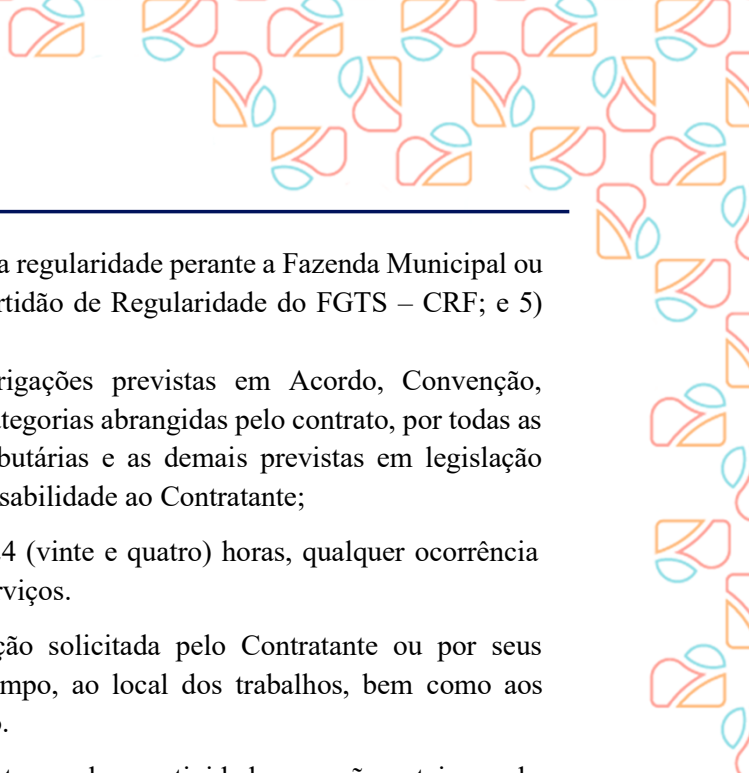 a regularidade perante a Fazenda Municipal ou
rtidão de Regularidade do FGTS – CRF; e 5)
rigações previstas em Acordo, Convenção,
ategorias abrangidas pelo contrato, por todas as
butárias e as demais previstas em legislação
sabilidade ao Contratante;
4 (vinte e quatro) horas, qualquer ocorrência
rviços.
ção solicitada pelo Contratante ou por seus
mpo, ao local dos trabalhos, bem como aos